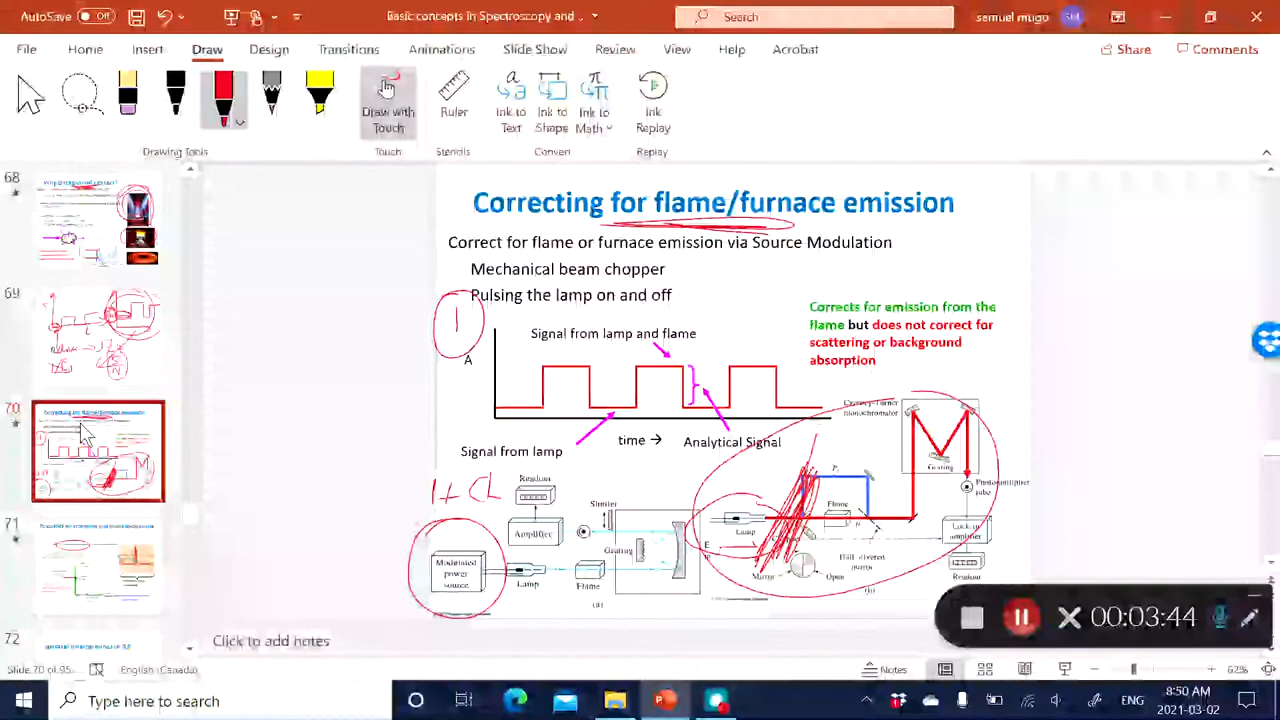 AutoSave Off
Basic concepts in Spectroscopy and ...
Search
samuel mugo
File Home Insert Draw Design Transitions Animations Slide Show Review View Help Acrobat
Share Comments
Draw with Touch
Ruler
Ink to Text
Ink to Shape
Ink to Math
Ink Replay
Drawing Tools
Touch
Stencils
Convert
Replay
68
69
71
72
Correcting for flame/furnace emission
Correct for flame or furnace emission via Source Modulation
Mechanical beam chopper
Pulsing the lamp on and off
Corrects for emission from the
flame but does not correct for
scattering or background
absorption
1
Signal from lamp and flame
A
time →
Analytical Signal
Signal from lamp
Czerny-Turner
monochromator
Grating
Readout
Amplifier
Modulated
power
source
Lamp
Flame
Grating
Lamp
Flame
Mirror
Open
Photomultiplier
tube
Lock-in
amplifier
Readout
00:03:44
Click to add notes
Slide 70 of 95
English (Canada)
Notes
62%
Type here to search
ENG
8:50 AM
2021-03-02